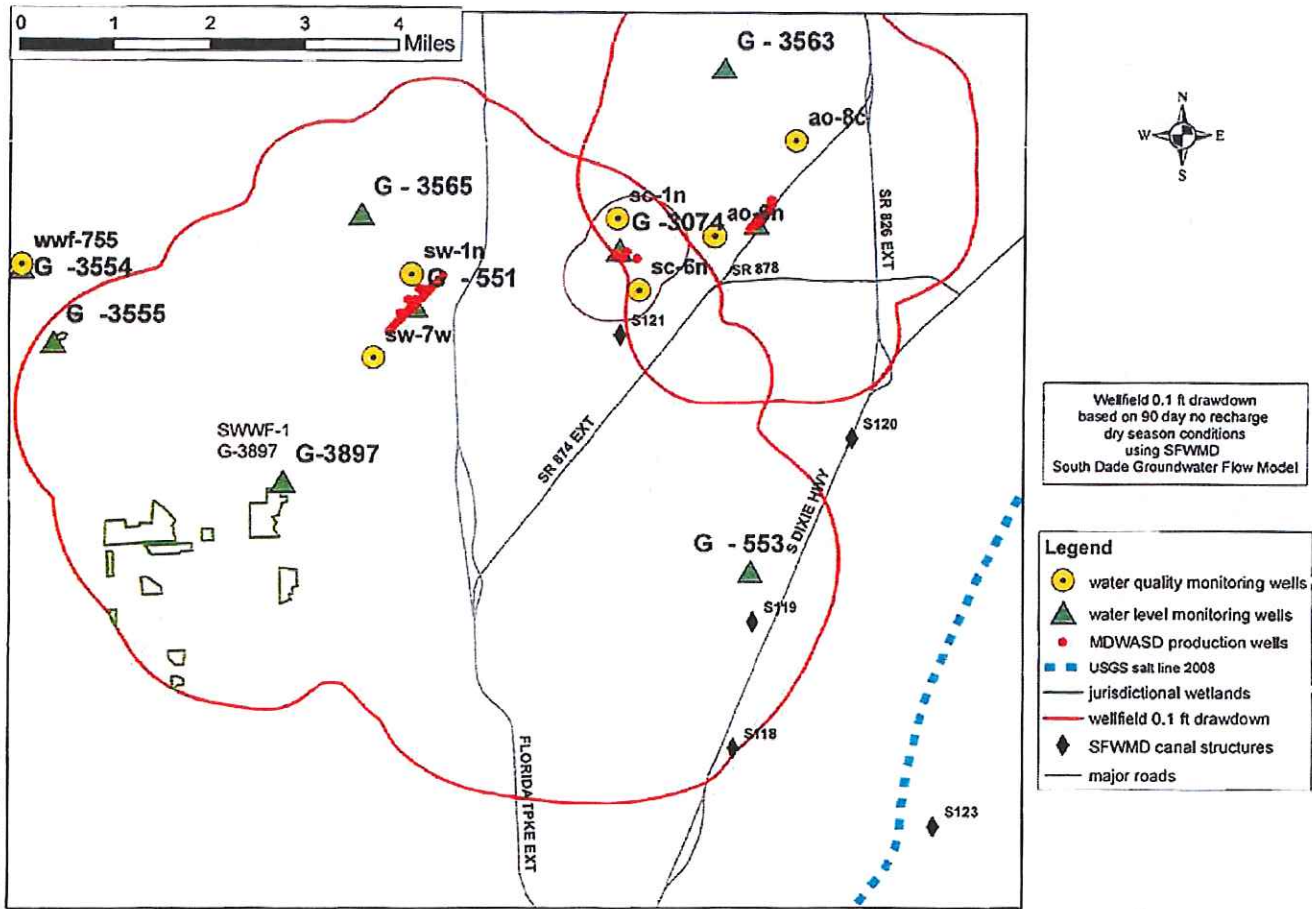 0 1 2 3 4
Miles
G - 3563
ao-8c
N
W E
S
G - 3565
sc-1n
G -3074
ao-6n
SR 826 EXT
wwf-755
G -3554
sw-1n
G - 551
sc-6n
SR 878
G -3555
sw-7w
S121
SR 874 EXT
S120
SWWF-1
G-3897
G-3897
S DIXIE HWY
G - 553
S119
S118
FLORIDA TPKE EXT
S123
Wellfield 0.1 ft drawdown
based on 90 day no recharge
dry season conditions
using SFWMD
South Dade Groundwater Flow Model
Legend
water quality monitoring wells
water level monitoring wells
MDWASD production wells
USGS salt line 2008
jurisdictional wetlands
wellfield 0.1 ft drawdown
SFWMD canal structures
major roads